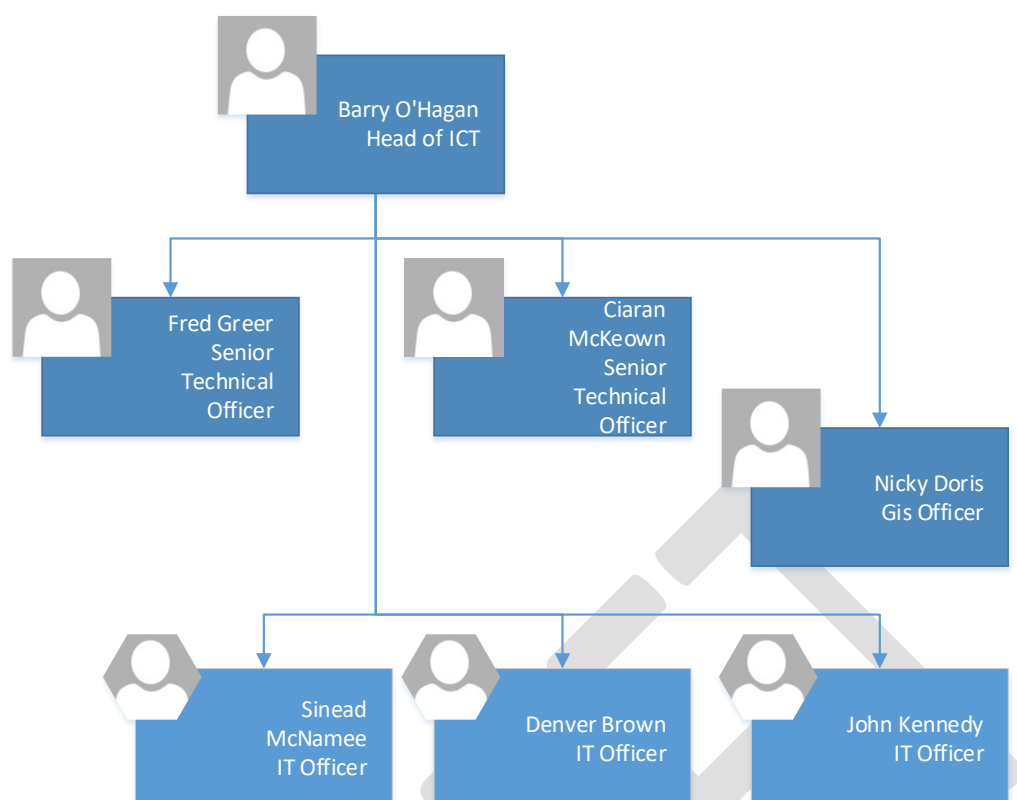 Barry O'Hagan
Head of ICT
Fred Greer
Senior
Technical
Officer
Ciaran
McKeown
Senior
Technical
Officer
Nicky Doris
Gis Officer
Sinead
McNamee
IT Officer
Denver Brown
IT Officer
John Kennedy
IT Officer